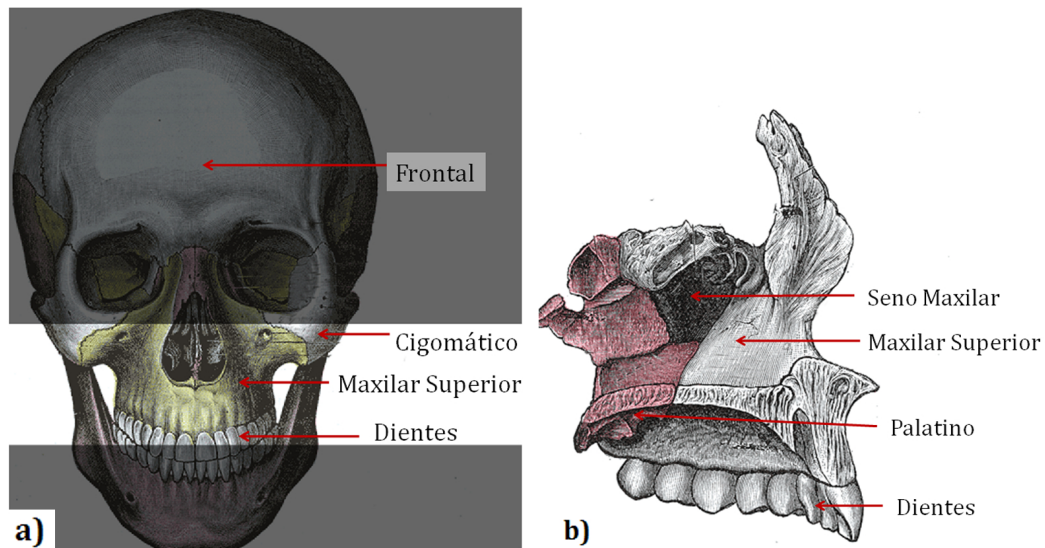 Frontal
Cigomático
Maxilar Superior
Dientes
a)
Seno Maxilar
Maxilar Superior
Palatino
Dientes
b)